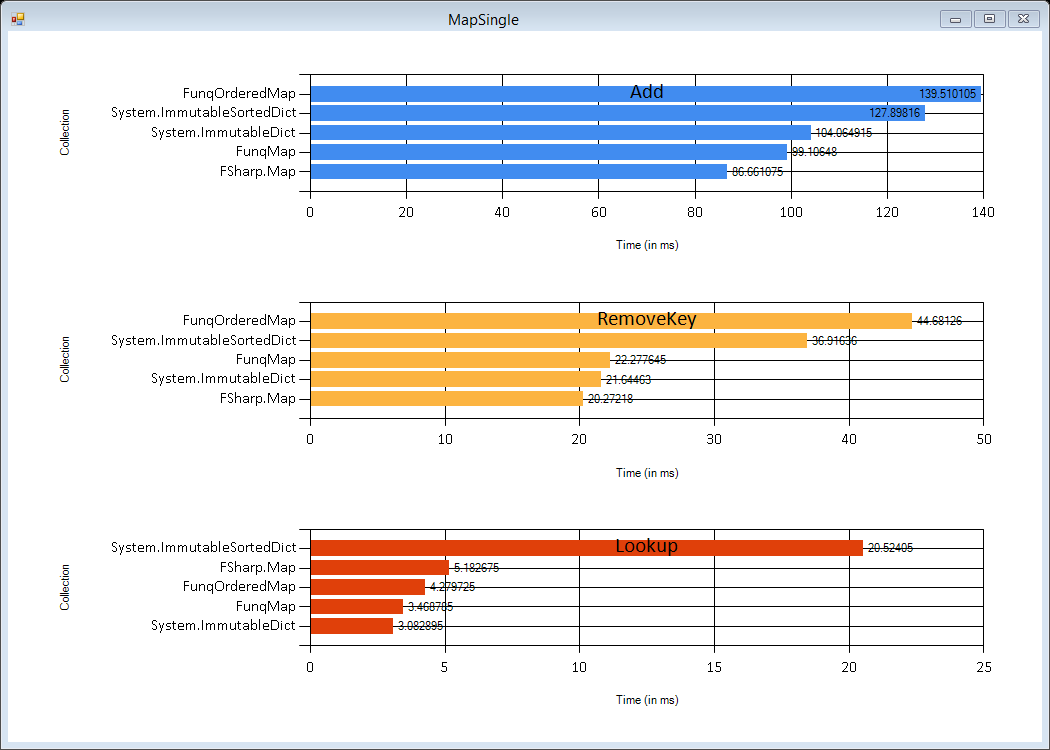 MapSingle
Add
Collection
FunqOrderedMap 139.510105
System.ImmutableSortedDict 127.89816
System.ImmutableDict 104.064915
FunqMap 99.10648
FSharp.Map 86.661075
0 20 40 60 80 100 120 140
Time (in ms)
RemoveKey
Collection
FunqOrderedMap 44.68126
System.ImmutableSortedDict 36.91636
FunqMap 22.277645
System.ImmutableDict 21.64463
FSharp.Map 20.27218
0 10 20 30 40 50
Time (in ms)
Lookup
Collection
System.ImmutableSortedDict 20.52405
FSharp.Map 5.182675
FunqOrderedMap 4.279725
FunqMap 3.468785
System.ImmutableDict 3.082895
0 5 10 15 20 25
Time (in ms)